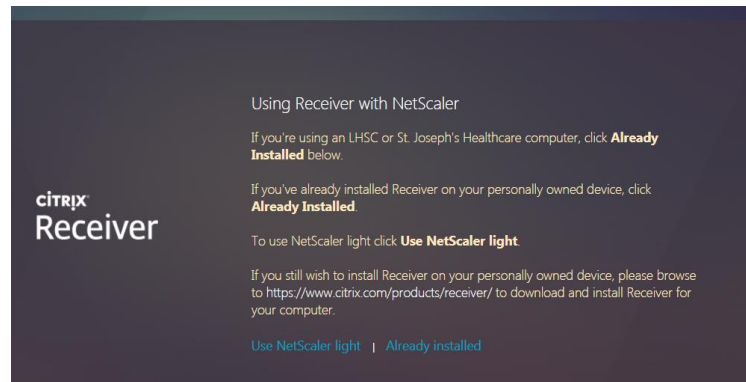 Using Receiver with NetScaler
If you're using an LHSC or St. Joseph's Healthcare computer, click Already
Installed below.
If you've already installed Receiver on your personally owned device, click
Already Installed.
To use NetScaler light click Use NetScaler light.
If you still wish to install Receiver on your personally owned device, please browse
to https://www.citrix.com/products/receiver/ to download and install Receiver for
your computer.
Use NetScaler light | Already installed
CİTRIX
Receiver